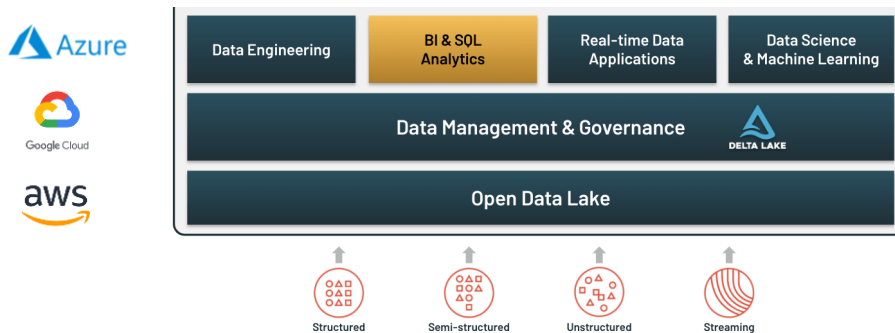 Azure
Google Cloud
aws
Data Engineering
BI & SQL
Analytics
Real-time Data
Applications
Data Science
& Machine Learning
Data Management & Governance
DELTA LAKE
Open Data Lake
Structured
Semi-structured
Unstructured
Streaming